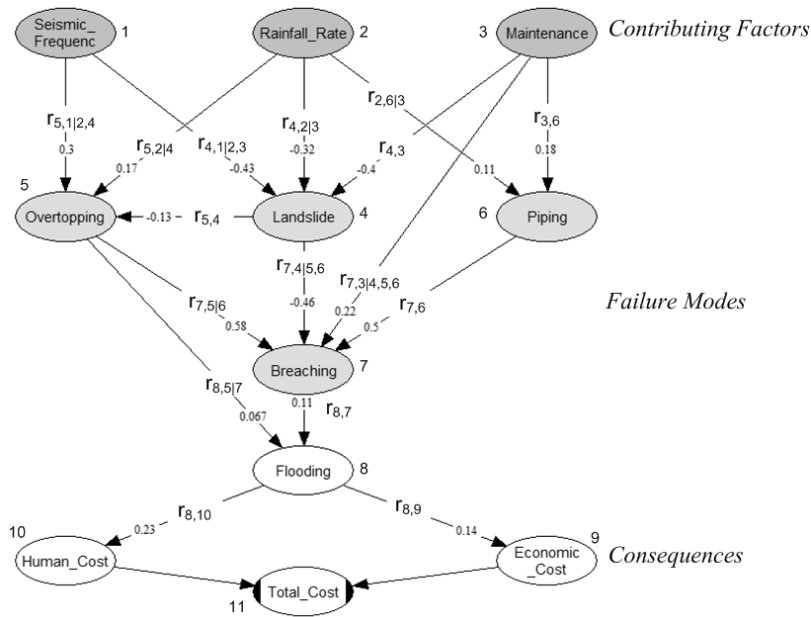 Seismic_
Frequenc
1
Rainfall_Rate
2
3
Maintenance
Contributing Factors
r5,1|2,4
0.3
r5,2|4
0.17
r4,1|2,3
-0.43
r4,2|3
-0.32
r2,6|3
0.11
r4,3
-0.4
r3,6
0.18
5
Overtopping
-0.13
r5,4
Landslide
4
6
Piping
r7,4|5,6
-0.46
r7,3|4,5,6
0.22
r7,5|6
0.58
r7,6
0.5
Failure Modes
Breaching
7
r8,5|7
0.067
0.11
r8,7
Flooding
8
r8,10
0.23
r8,9
0.14
10
Human_Cost
9
Economic
_Cost
Consequences
Total_Cost
11